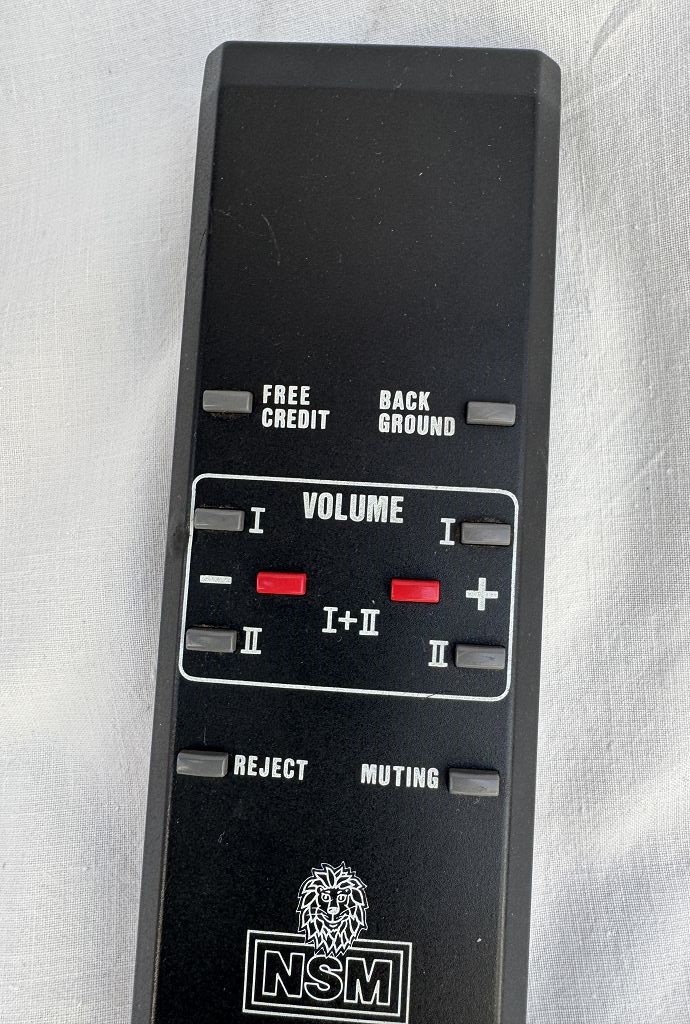 FREE
CREDIT
BACK
GROUND
VOLUME
I
I
−
+
I+II
II
II
REJECT
MUTING
NSM